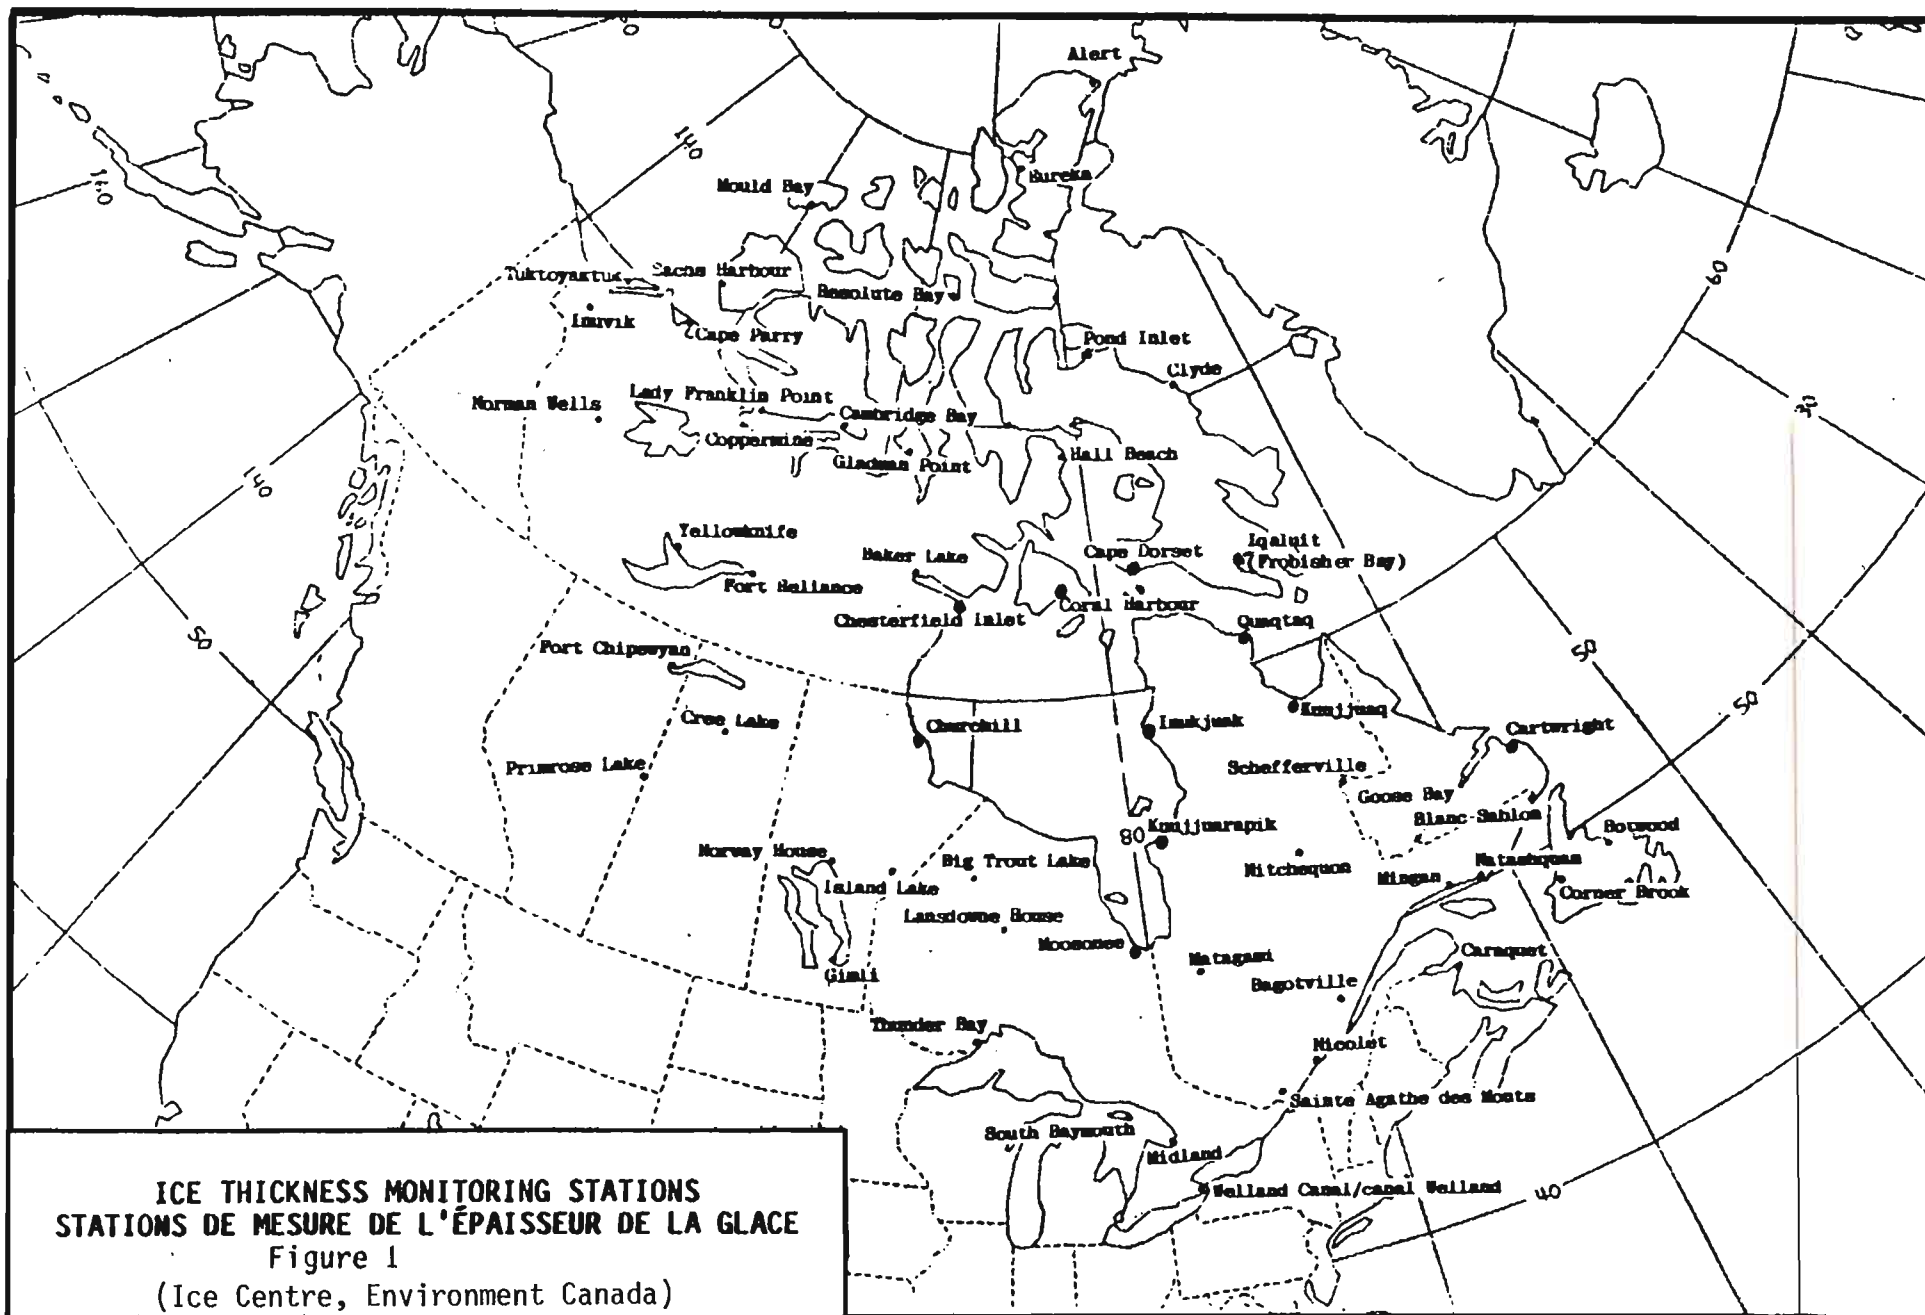 Alert
140
Eureka
Mould Bay
160
60
Tuktoyaktuk
Sachs Harbour
Resolute Bay
Inuvik
Cape Parry
Pond Inlet
Clyde
Lady Franklin Point
30
Norman Wells
Cambridge Bay
Coppermine
Hall Beach
Gladman Point
140
Yellowknife
Iqaluit
Baker Lake
Cape Dorset
(Frobisher Bay)
Fort Reliance
Coral Harbour
Chesterfield Inlet
Quaqtaq
50
Fort Chipewyan
50
50
Kuujjuaq
Cree Lake
Churchill
Inukjuak
Cartwright
Primrose Lake
Schefferville
Goose Bay
Blanc-Sablon
Kuujjuarapik
80
Botwood
Norway House
Big Trout Lake
Nitchequon
Natashquan
Mingan
Island Lake
Corner Brook
Lansdowne House
Moosonee
Caraquet
Matagami
Gimli
Bagotville
Thunder Bay
Nicolet
Sainte Agathe des Monts
South Baymouth
Midland
Welland Canal/canal Welland
40
ICE THICKNESS MONITORING STATIONS
STATIONS DE MESURE DE L'ÉPAISSEUR DE LA GLACE
Figure 1
(Ice Centre, Environment Canada)